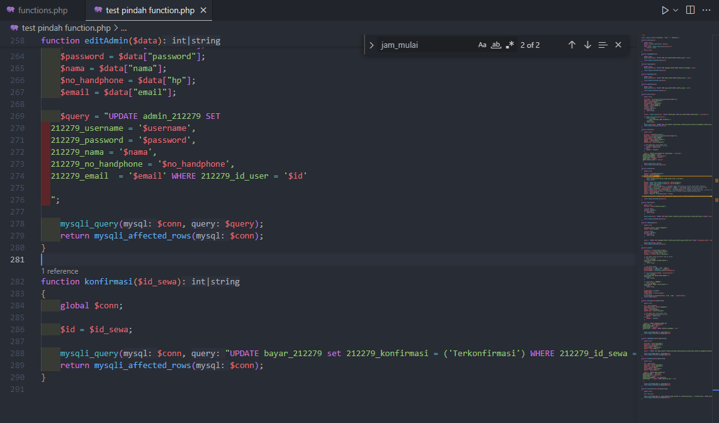 functions.php
test pindah function.php ×
test pindah function.php > ...
jam_mulai
Aa ab .* 2 of 2
258 function editAdmin($data): int|string
264 $password = $data["password"];
265 $nama = $data["nama"];
266 $no_handphone = $data["hp"];
267 $email = $data["email"];
268
269 $query = "UPDATE admin_212279 SET
270 212279_username = '$username',
271 212279_password = '$password',
272 212279_nama = '$nama',
273 212279_no_handphone = '$no_handphone',
274 212279_email  = '$email' WHERE 212279_id_user = '$id'
275
276 ";
277
278 mysqli_query(mysql: $conn, query: $query);
279 return mysqli_affected_rows(mysql: $conn);
280 }
281
1 reference
282 function konfirmasi($id_sewa): int|string
283 {
284 global $conn;
285
286 $id = $id_sewa;
287
288 mysqli_query(mysql: $conn, query: "UPDATE bayar_212279 set 212279_konfirmasi = ('Terkonfirmasi') WHERE 212279_id_sewa =
289 return mysqli_affected_rows(mysql: $conn);
290 }
291